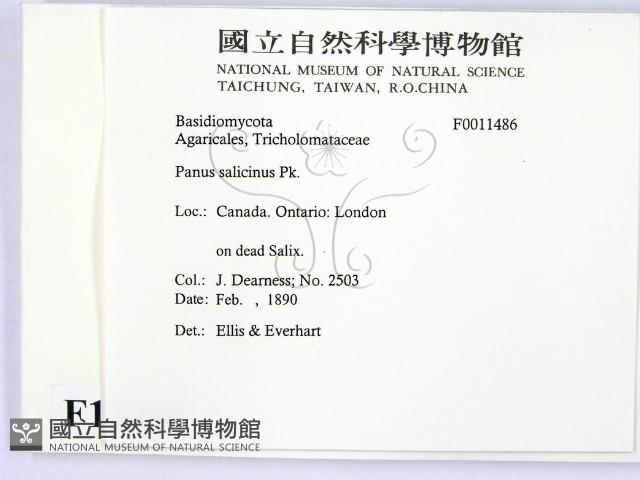 國立自然科學博物館
NATIONAL MUSEUM OF NATURAL SCIENCE
TAICHUNG, TAIWAN, R.O.CHINA
Basidiomycota F0011486
Agaricales, Tricholomataceae
Panus salicinus Pk.
Loc.: Canada. Ontario: London
on dead Salix.
Col.: J. Dearness; No. 2503
Date: Feb. , 1890
Det.: Ellis & Everhart
F1
國立自然科學博物館
NATIONAL MUSEUM OF NATURAL SCIENCE